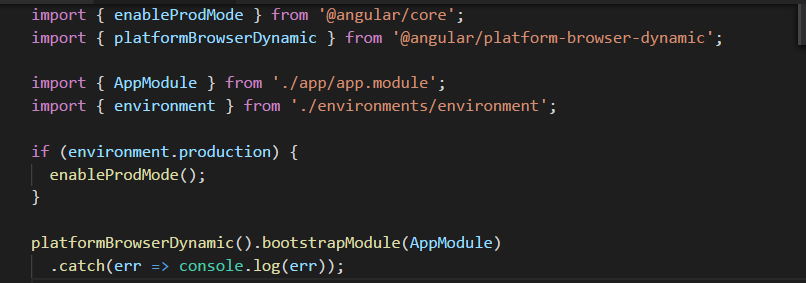 import { enableProdMode } from '@angular/core';
import { platformBrowserDynamic } from '@angular/platform-browser-dynamic';
import { AppModule } from './app/app.module';
import { environment } from './environments/environment';
if (environment.production) {
  enableProdMode();
}
platformBrowserDynamic().bootstrapModule(AppModule)
  .catch(err => console.log(err));